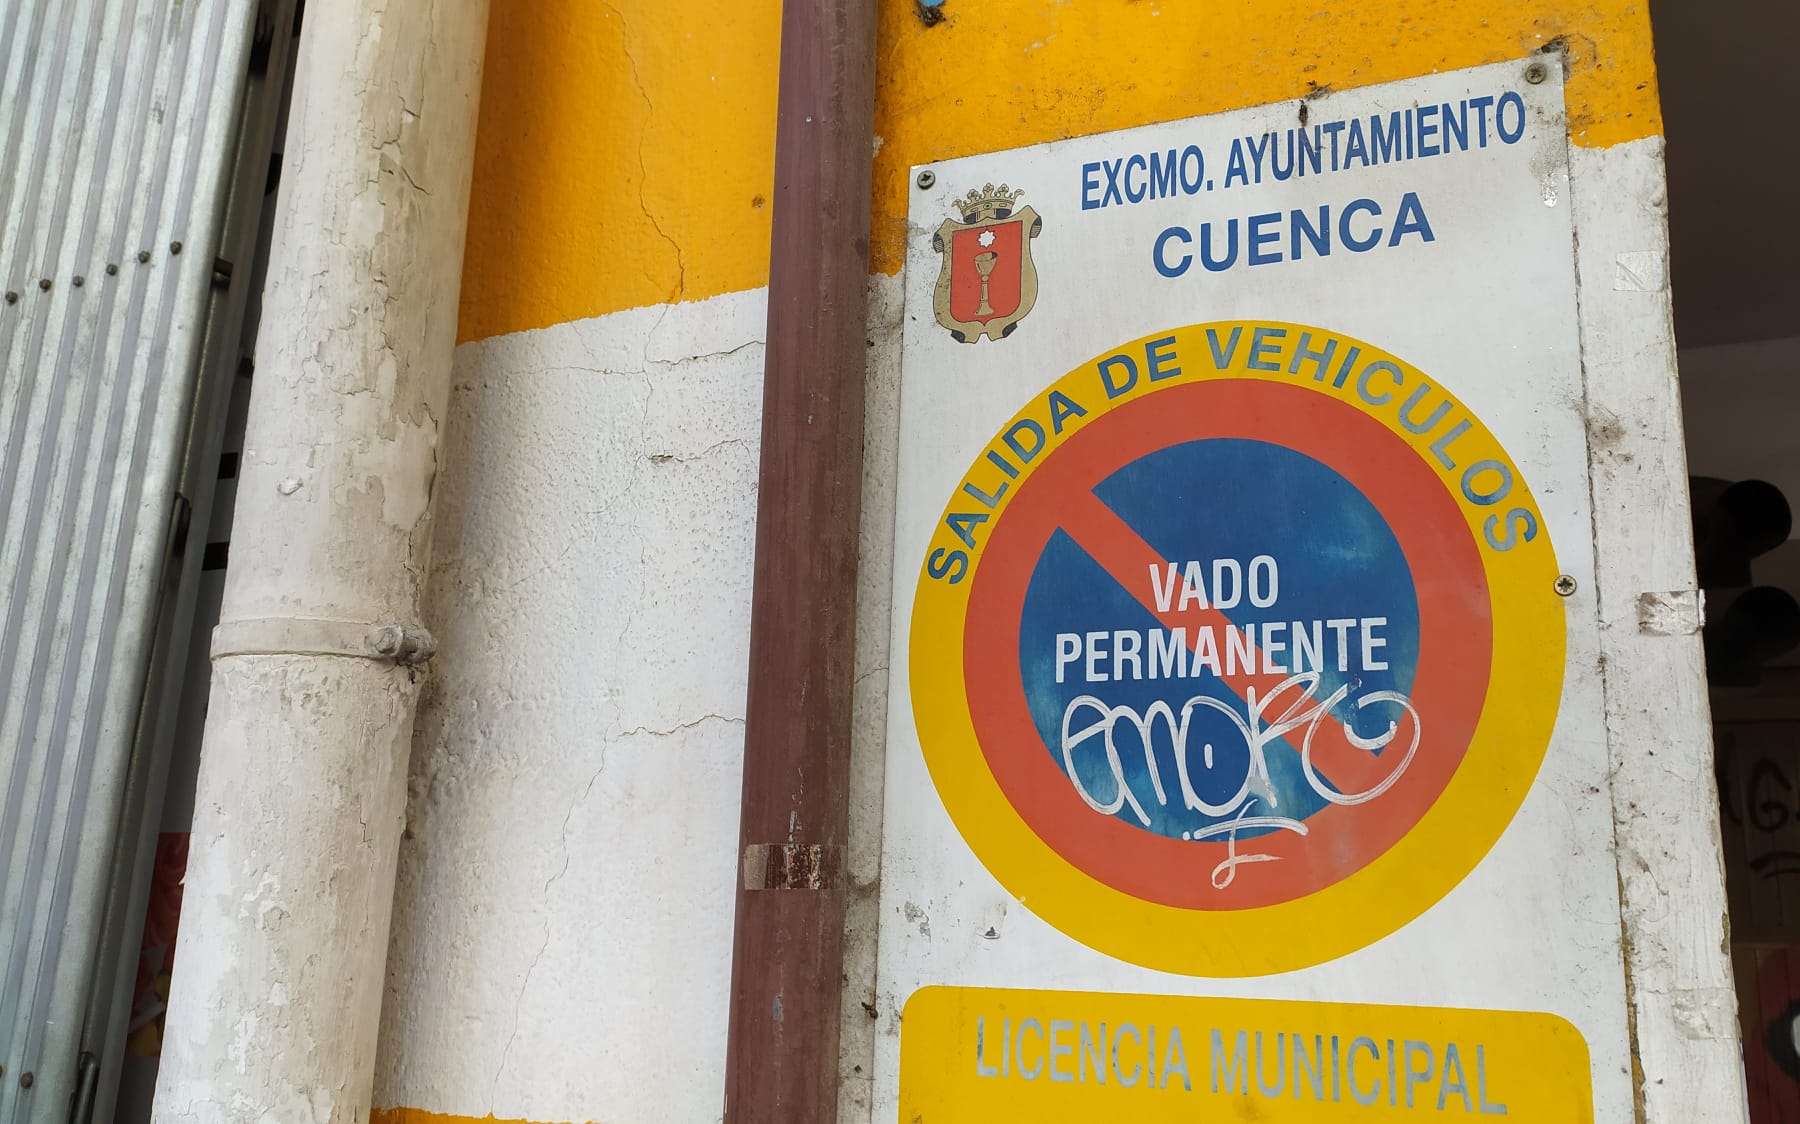 EXCMO. AYUNTAMIENTO
CUENCA
SALIDA DE VEHICULOS
VADO
PERMANENTE
LICENCIA MUNICIPAL